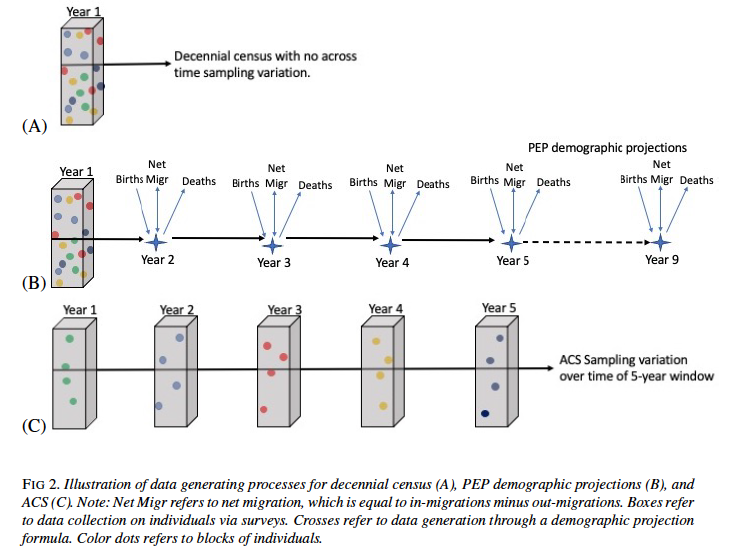 Year 1
Decennial census with no across
time sampling variation.
(A)
PEP demographic projections
Year 1
Net
Births Migr Deaths
Net
Births Migr Deaths
Net
Births Migr Deaths
Net
Births Migr Deaths
Net
Births Migr Deaths
Year 2
Year 3
Year 4
Year 5
Year 9
(B)
Year 1
Year 2
Year 3
Year 4
Year 5
ACS Sampling variation
over time of 5-year window
(C)
FIG 2. Illustration of data generating processes for decennial census (A), PEP demographic projections (B), and
ACS (C). Note: Net Migr refers to net migration, which is equal to in-migrations minus out-migrations. Boxes refer
to data collection on individuals via surveys. Crosses refer to data generation through a demographic projection
formula. Color dots refers to blocks of individuals.